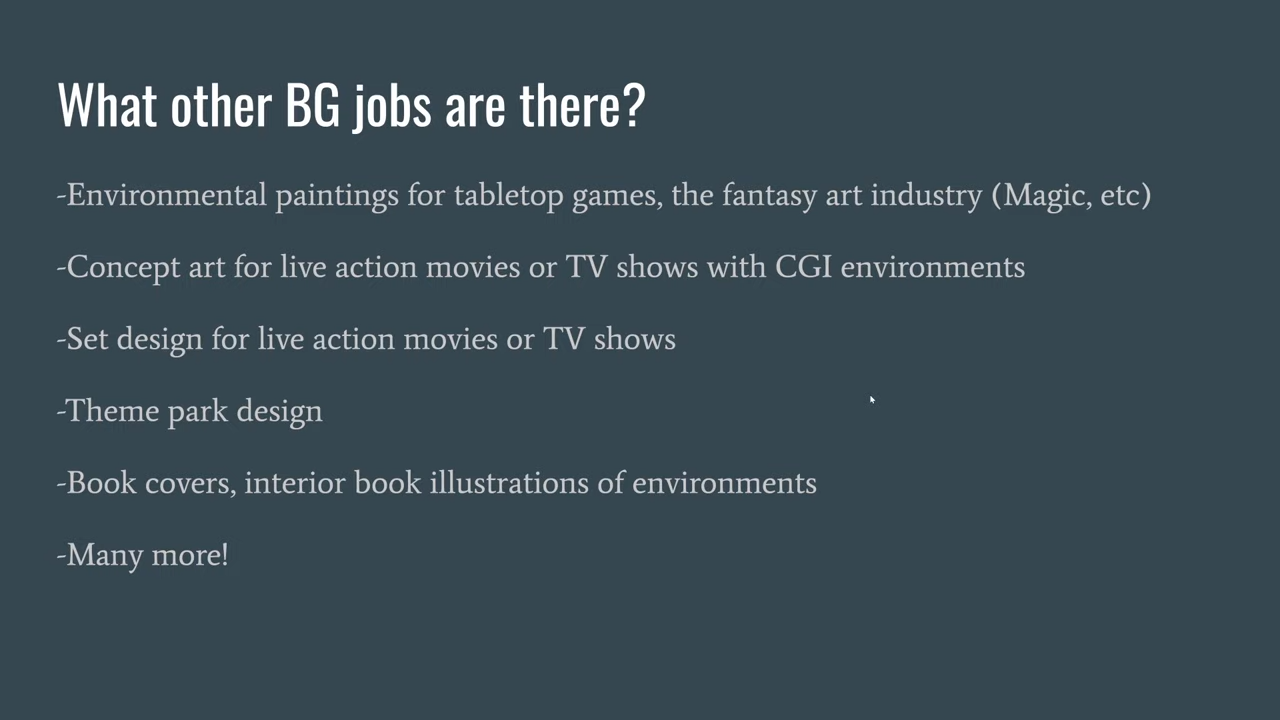 What other BG jobs are there?
-Environmental paintings for tabletop games, the fantasy art industry (Magic, etc)
-Concept art for live action movies or TV shows with CGI environments
-Set design for live action movies or TV shows
-Theme park design
-Book covers, interior book illustrations of environments
-Many more!